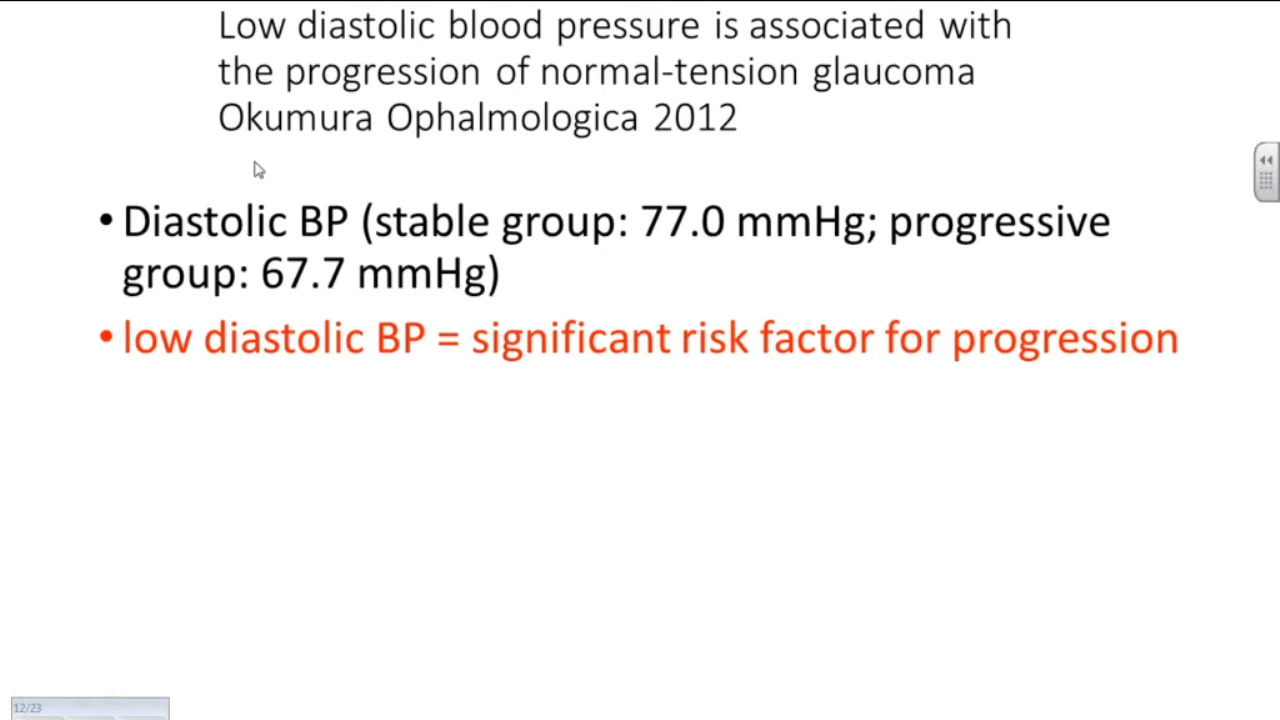 Low diastolic blood pressure is associated with
the progression of normal-tension glaucoma
Okumura Ophalmologica 2012
• Diastolic BP (stable group: 77.0 mmHg; progressive
group: 67.7 mmHg)
• low diastolic BP = significant risk factor for progression
12/23